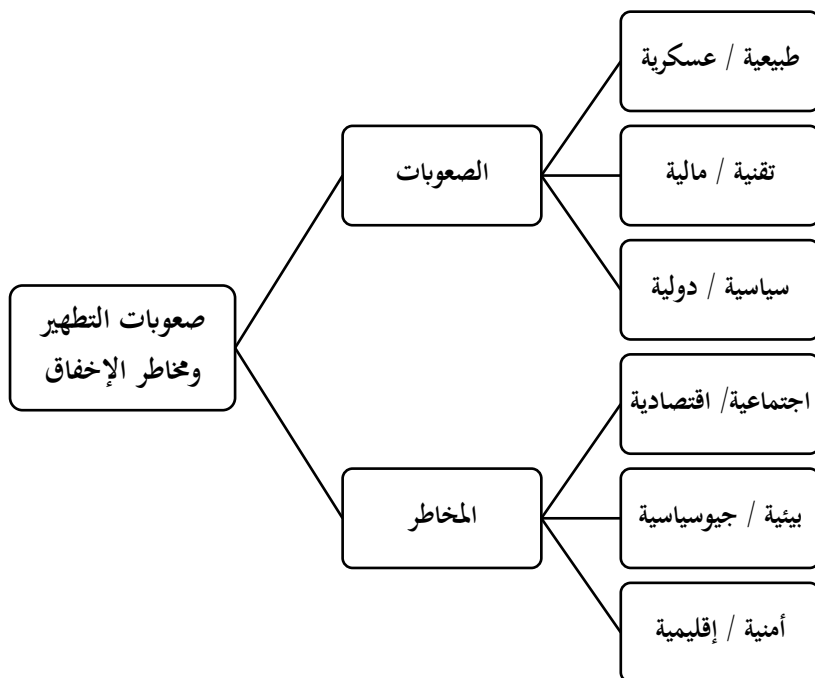 صعوبات التطهير
ومخاطر الإخفاق
الصعوبات
طبيعية / عسكرية
تقنية / مالية
سياسية / دولية
المخاطر
اجتماعية/ اقتصادية
بيئية / جيوسياسية
أمنية / إقليمية